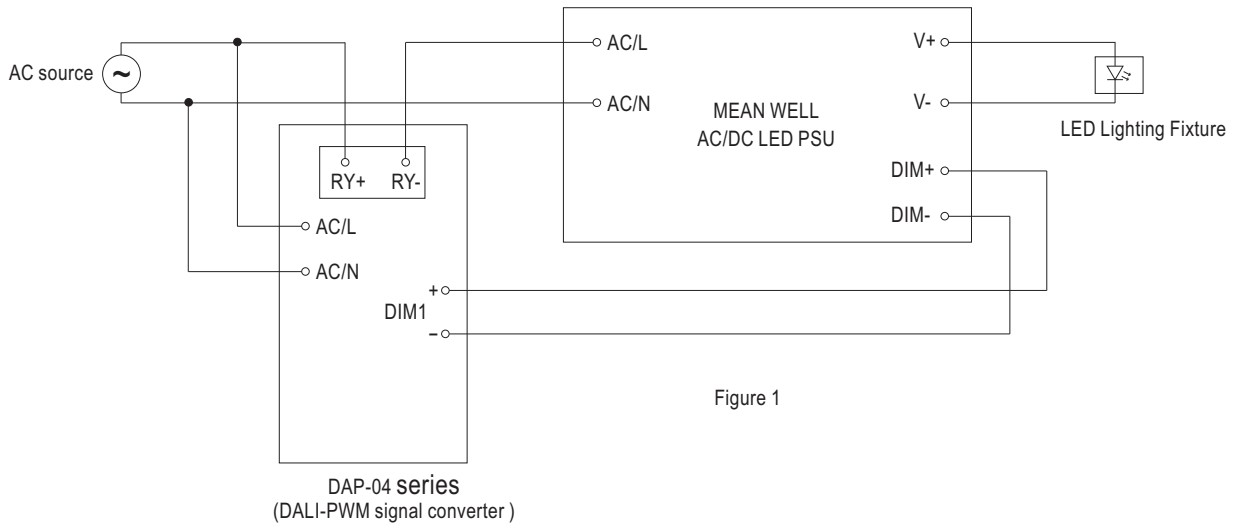 AC source
~
AC/L
AC/N
MEAN WELL
AC/DC LED PSU
V+
V-
DIM+
DIM-
LED Lighting Fixture
RY+ RY-
AC/L
AC/N
+
DIM1
-
Figure 1
DAP-04 series
(DALI-PWM signal converter )